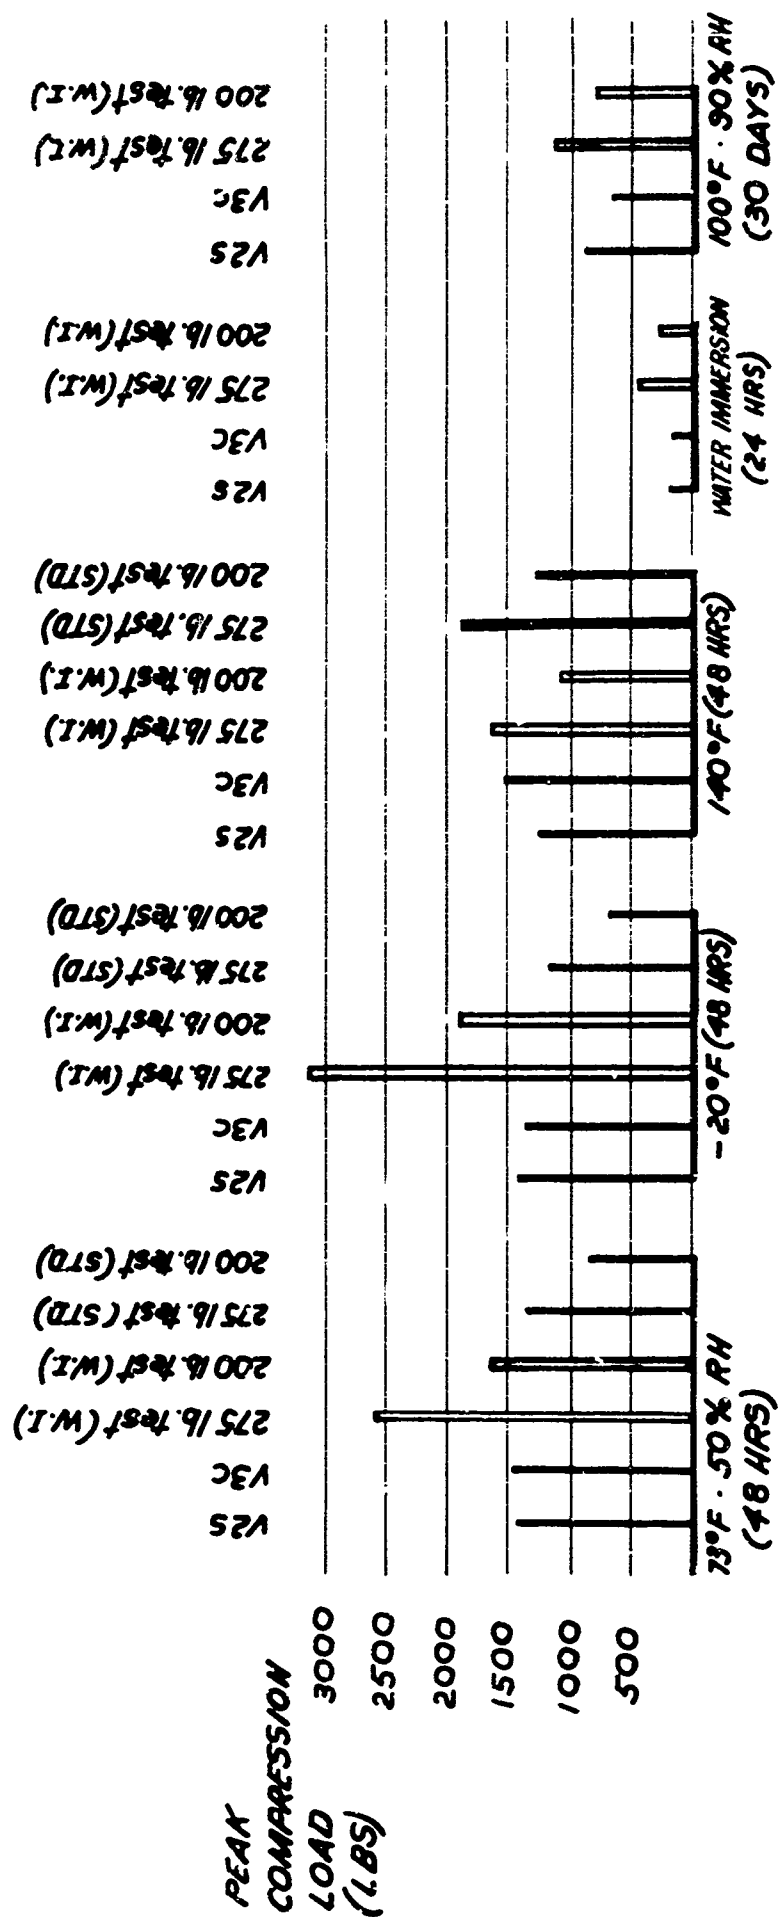 PEAK
COMPRESSION
LOAD
(LBS)
3000
2500
2000
1500
1000
500
V2S
V3C
275 lb. test (W.I.)
200 lb. test (W.I.)
275 lb. test (STD)
200 lb. test (STD)
73°F · 50% RH
(48 HRS)
V2S
V3C
275 lb. test (W.I.)
200 lb. test (W.I.)
275 lb. test (STD)
200 lb. test (STD)
-20°F (48 HRS)
V2S
V3C
275 lb. test (W.I.)
200 lb. test (W.I.)
275 lb. test (STD)
200 lb. test (STD)
140°F (48 HRS)
V2S
V3C
275 lb. test (W.I.)
200 lb. test (W.I.)
WATER IMMERSION
(24 HRS)
V2S
V3C
275 lb. test (W.I.)
200 lb. test (W.I.)
100°F · 90% RH
(30 DAYS)